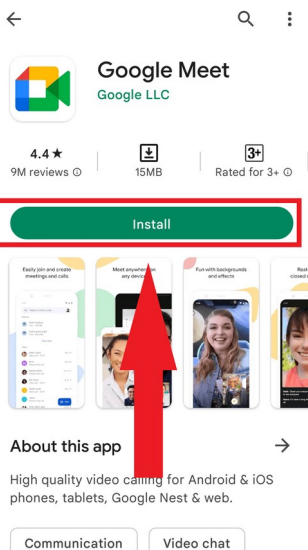 Google Meet
Google LLC
4.4★
9M reviews
15MB
3+
Rated for 3+
Install
Easily join and create
meetings and calls
Meet anywhere on
any device
Fun with backgrounds
and effects
About this app
High quality video calling for Android & iOS
phones, tablets, Google Nest & web.
Communication
Video chat